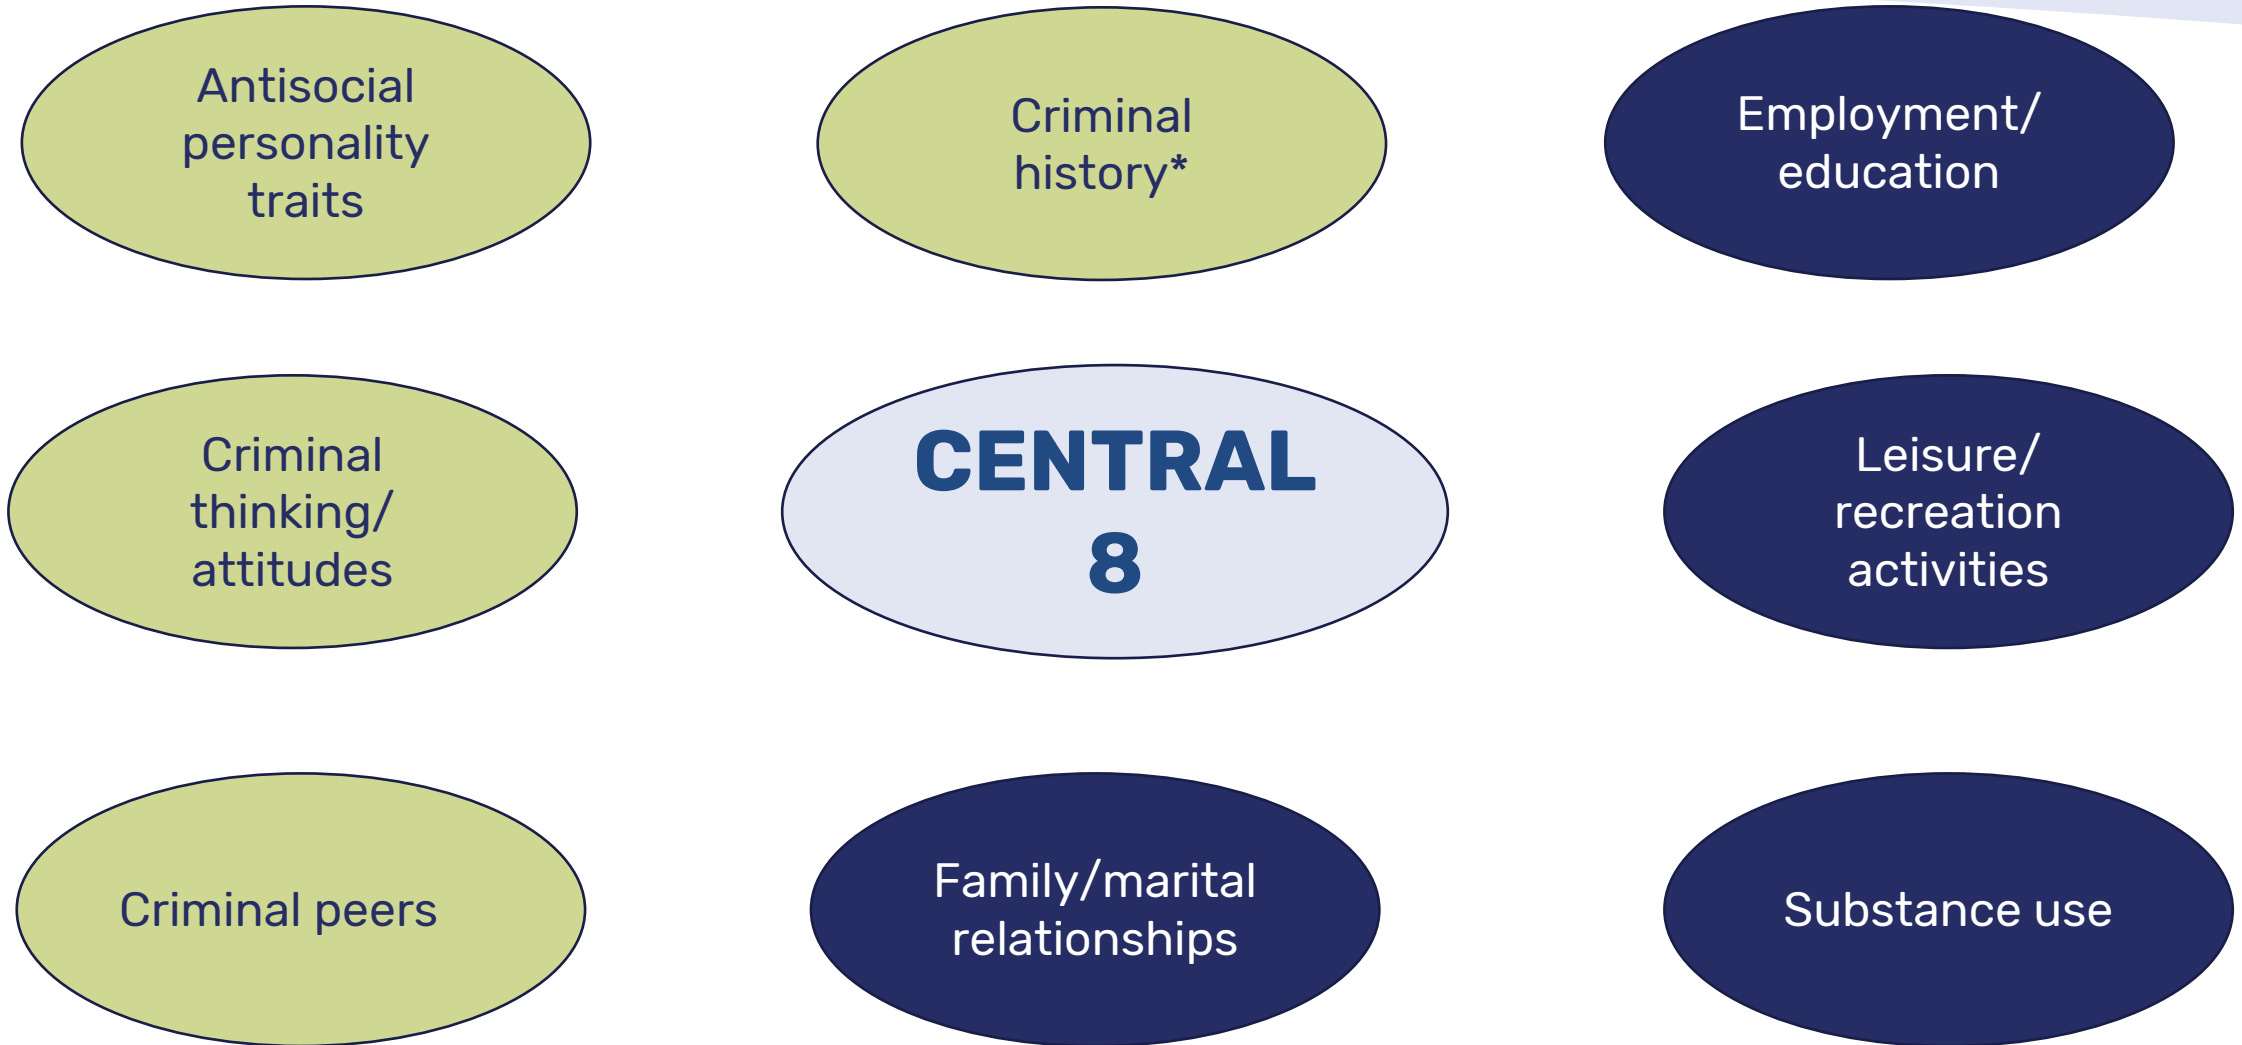 Antisocial
personality
traits
Criminal
history*
Employment/
education
Criminal
thinking/
attitudes
CENTRAL
8
Leisure/
recreation
activities
Criminal peers
Family/marital
relationships
Substance use